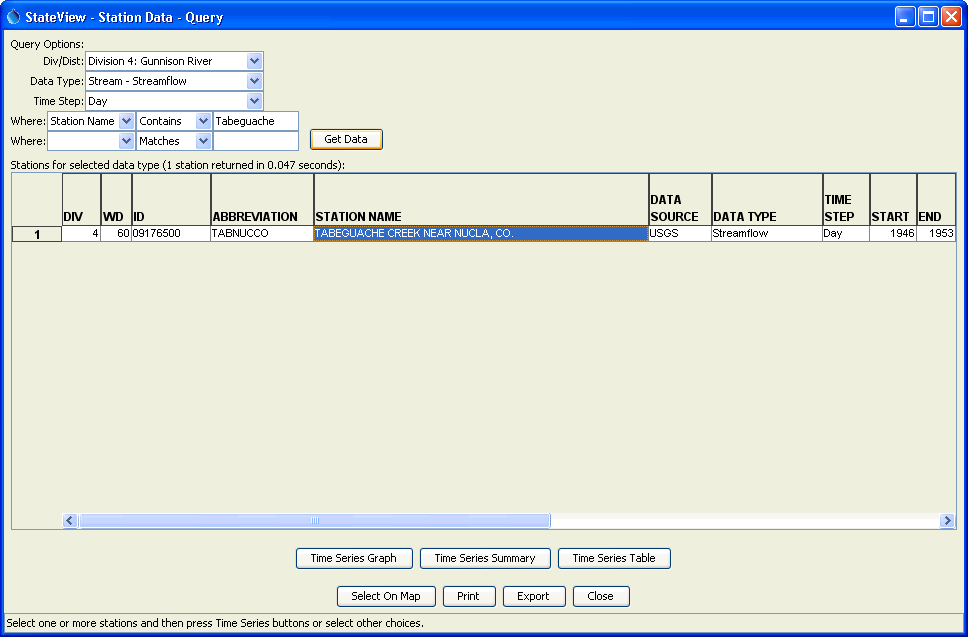 StateView - Station Data - Query
Query Options:
Div/Dist: Division 4: Gunnison River
Data Type: Stream - Streamflow
Time Step: Day
Where: Station Name Contains Tabeguache
Where: Matches Get Data
Stations for selected data type (1 station returned in 0.047 seconds):
DIV WD ID ABBREVIATION STATION NAME DATA SOURCE DATA TYPE TIME STEP START END
1 4 60 09176500 TABNUCCO TABEGUACHE CREEK NEAR NUCLA, CO. USGS Streamflow Day 1946 1953
Time Series Graph Time Series Summary Time Series Table
Select On Map Print Export Close
Select one or more stations and then press Time Series buttons or select other choices.